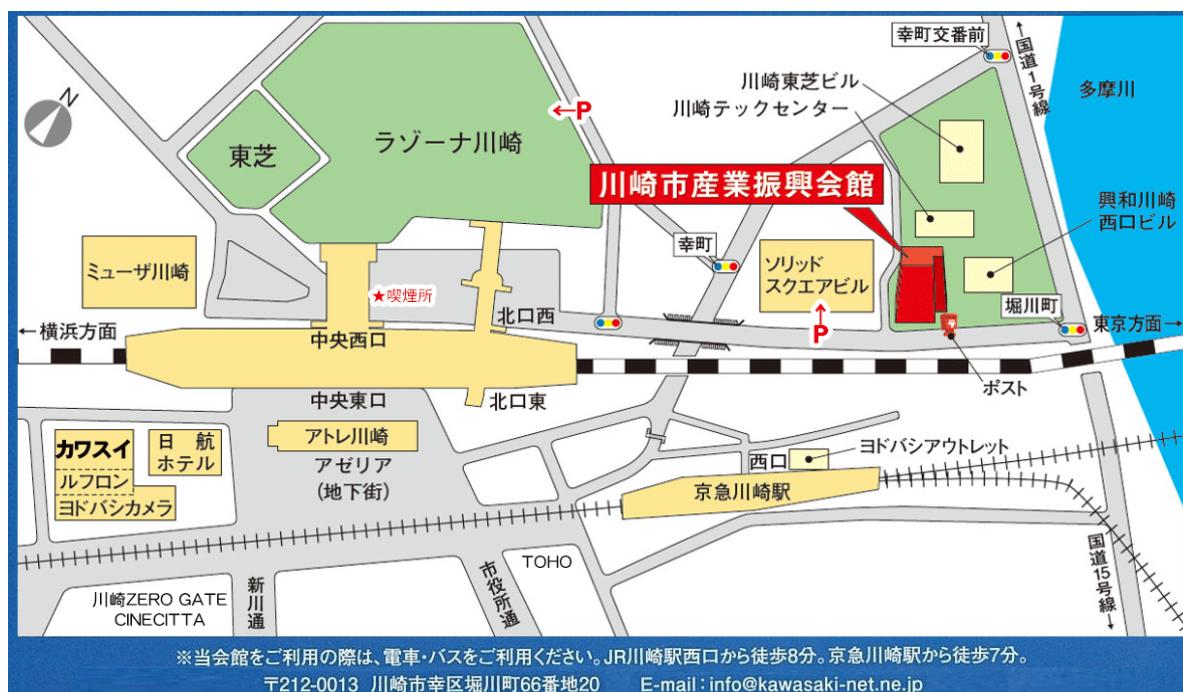 幸町交番前
←国道1号線
多摩川
N
川崎東芝ビル
川崎テックセンター
←P
ラゾーナ川崎
東芝
川崎市産業振興会館
興和川崎
西口ビル
幸町
ミューザ川崎
ソリッド
スクエアビル
★喫煙所
堀川町
北口西
←横浜方面
中央西口
↑
P
東京方面→
ポスト
中央東口
北口東
カワスイ
ルフロン
ヨドバシカメラ
日航
ホテル
アトレ川崎
アゼリア
(地下街)
西口
ヨドバシアウトレット
京急川崎駅
国道15号線→
TOHO
市役所通
新川通
川崎ZERO GATE
CINECITTA
※当会館をご利用の際は、電車・バスをご利用ください。JR川崎駅西口から徒歩8分。京急川崎駅から徒歩7分。
〒212-0013 川崎市幸区堀川町66番地20 E-mail：info@kawasaki-net.ne.jp